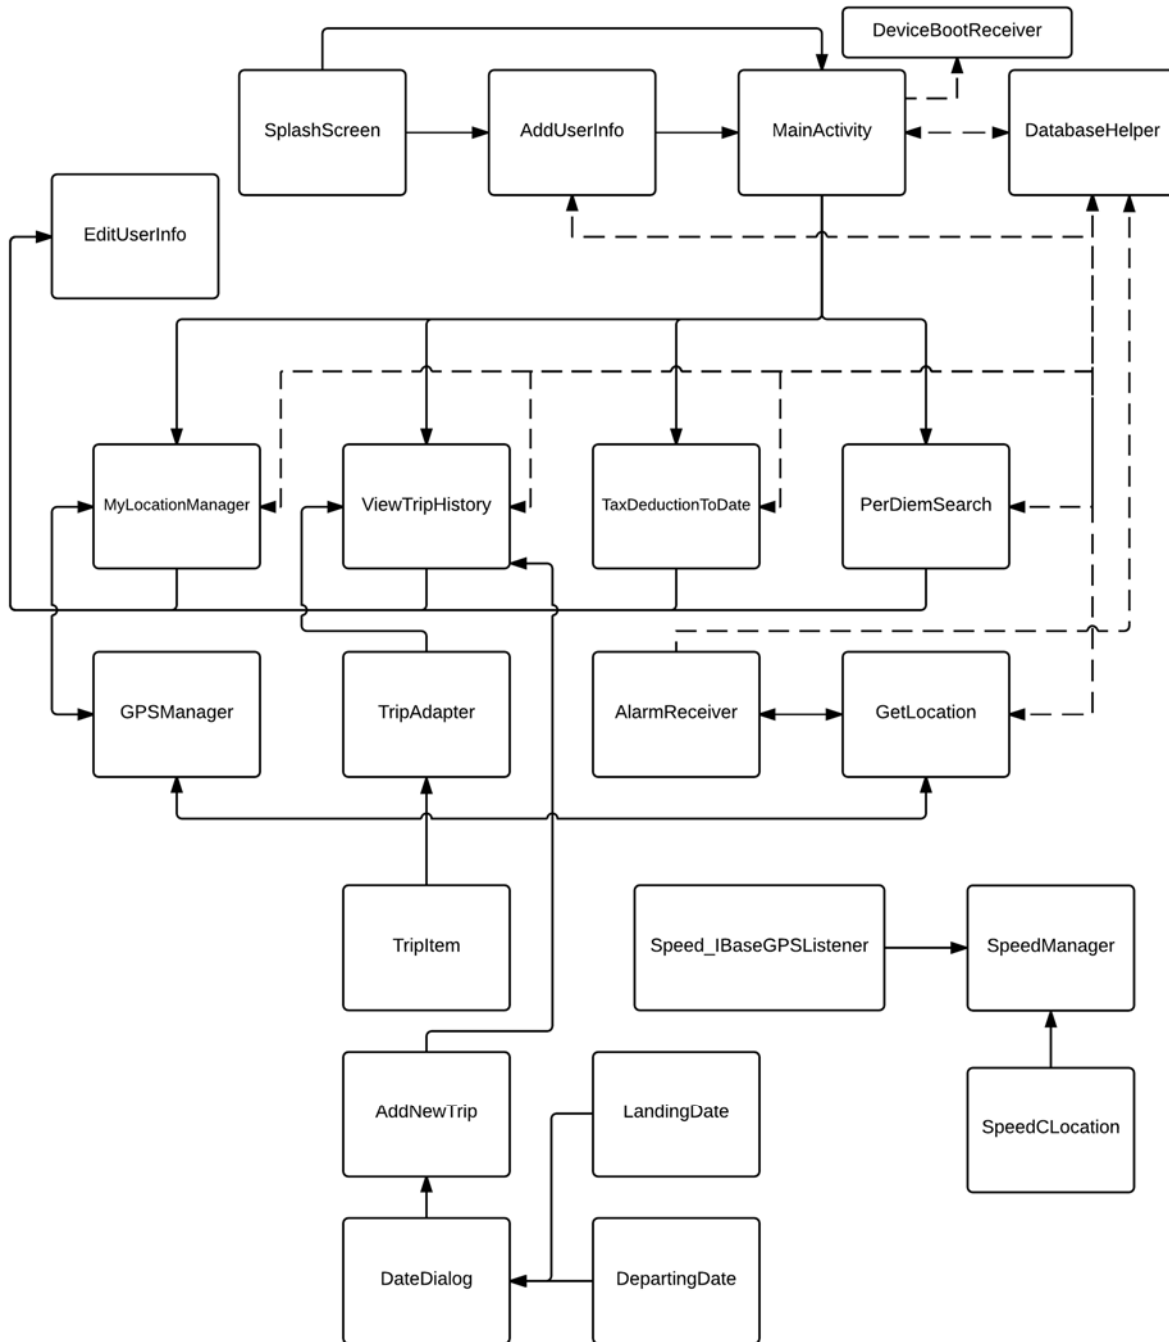 DeviceBootReceiver
SplashScreen
AddUserInfo
MainActivity
DatabaseHelper
EditUserInfo
MyLocationManager
ViewTripHistory
TaxDeductionToDate
PerDiemSearch
GPSManager
TripAdapter
AlarmReceiver
GetLocation
TripItem
Speed_IBaseGPSListener
SpeedManager
AddNewTrip
LandingDate
SpeedCLocation
DateDialog
DepartingDate